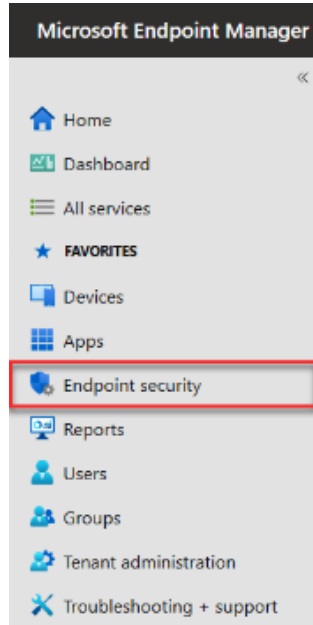 Microsoft Endpoint Manager
«
Home
Dashboard
All services
FAVORITES
Devices
Apps
Endpoint security
Reports
Users
Groups
Tenant administration
Troubleshooting + support